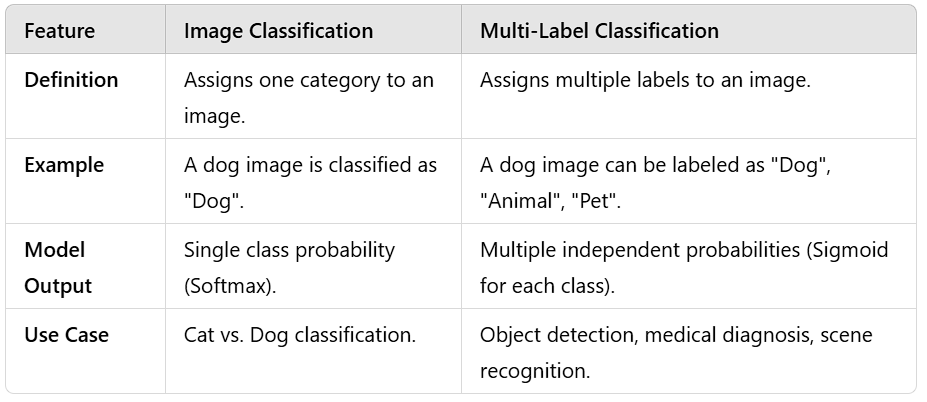 Feature Image Classification Multi-Label Classification
Definition Assigns one category to an image. Assigns multiple labels to an image.
Example A dog image is classified as "Dog". A dog image can be labeled as "Dog", "Animal", "Pet".
Model Output Single class probability (Softmax). Multiple independent probabilities (Sigmoid for each class).
Use Case Cat vs. Dog classification. Object detection, medical diagnosis, scene recognition.